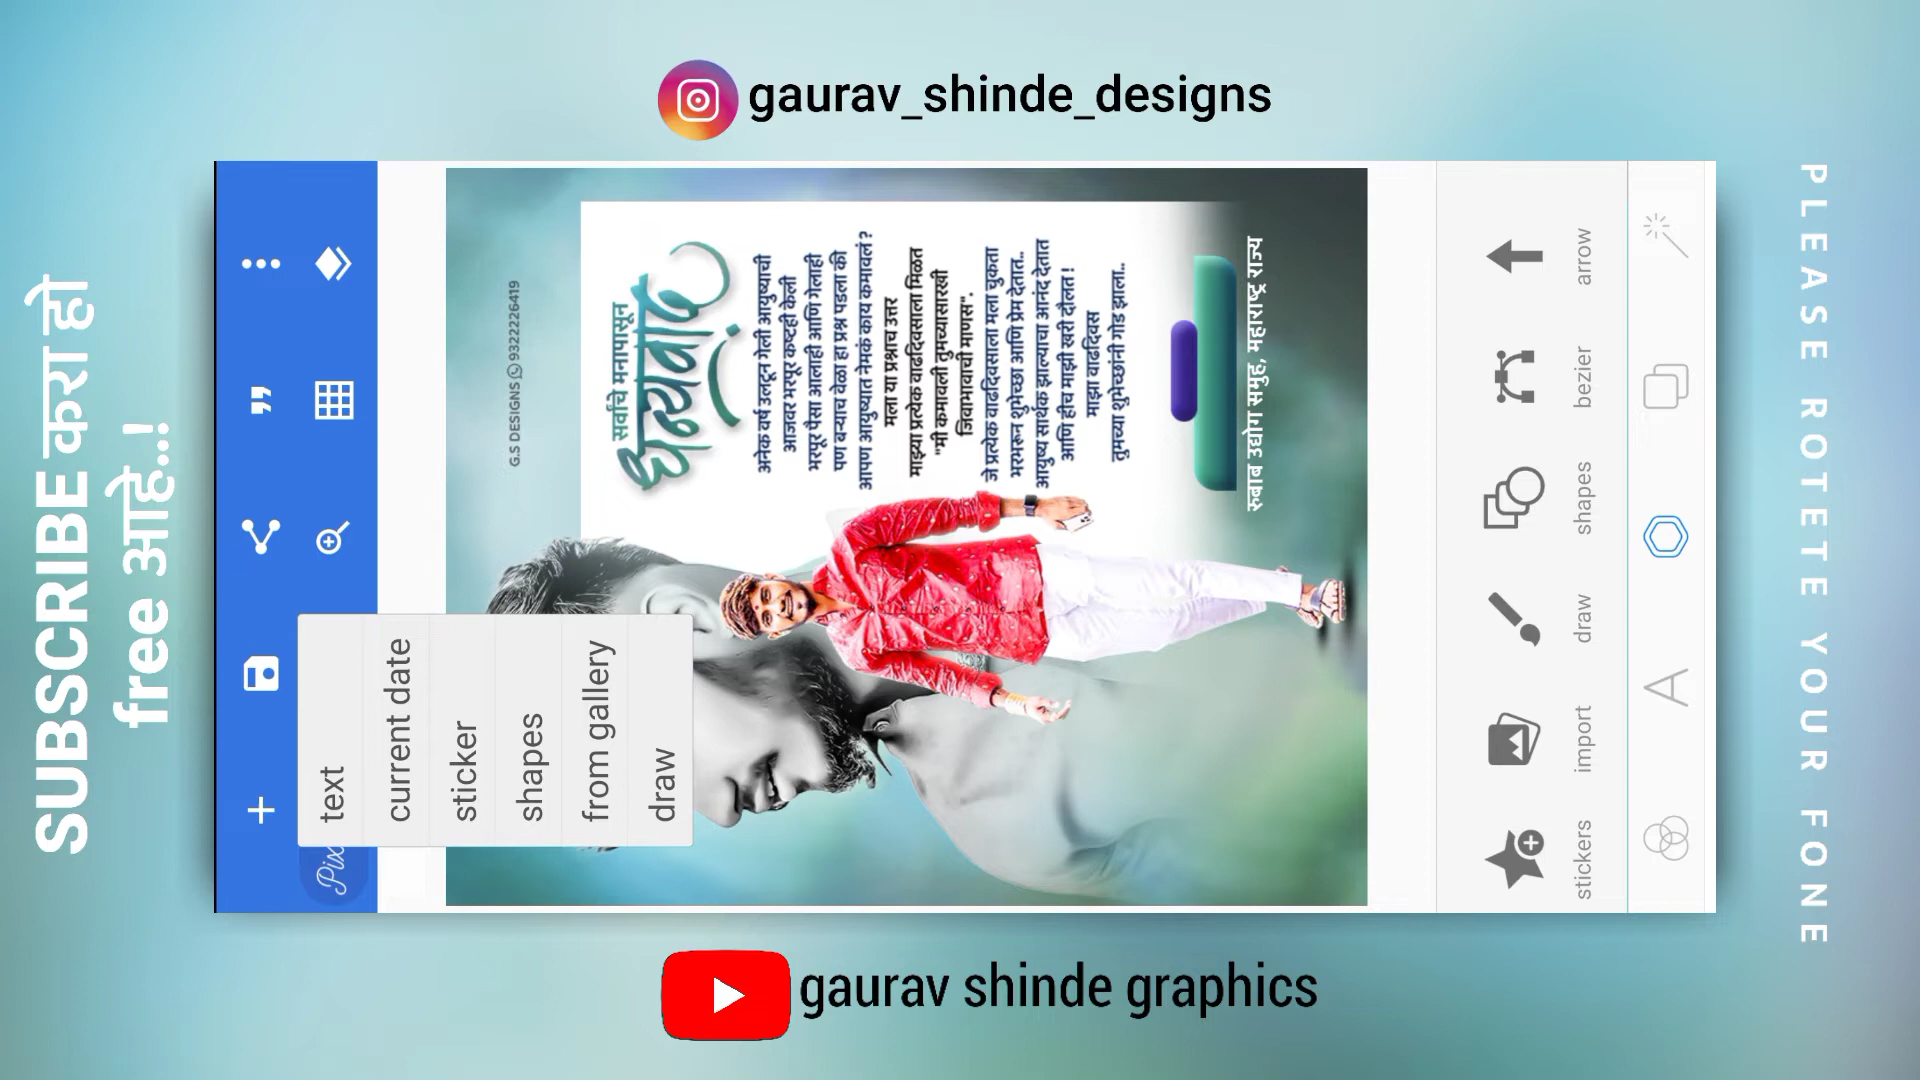 gaurav_shinde_designs
SUBSCRIBE करा हो
free आहे..!
Pix
text
current date
sticker
shapes
from gallery
draw
G.S DESIGNS 9322226419
सर्वांचे मनापासून
धन्यवाद
अनेक वर्ष उलटून गेली आयुष्याची
आजवर भरपूर कष्टही केली
भरपूर पैसा आलाही आणि गेलाही
पण बऱ्याच वेळा हा प्रश्न पडला की
आपण आयुष्यात नेमकं काय कमावलं ?
मला या प्रश्नाच उत्तर
माझ्या प्रत्येक वाढदिवसाला मिळत
"मी कमावली तुमच्यासारखी
जिवाभावाची माणस".
जे प्रत्येक वाढदिवसाला मला चुकता
भरभरून शुभेच्छा आणि प्रेम देतात..
आयुष्य सार्थक झाल्याचा आनंद देतात
आणि हीच माझी खरी दौलत !
माझा वाढदिवस
तुमच्या शुभेच्छांनी गोड झाला..
रुबाब उद्योग समुह, महाराष्ट्र राज्य
stickers
import
draw
shapes
bezier
arrow
A
PLEASE ROTETE YOUR FONE
gaurav shinde graphics